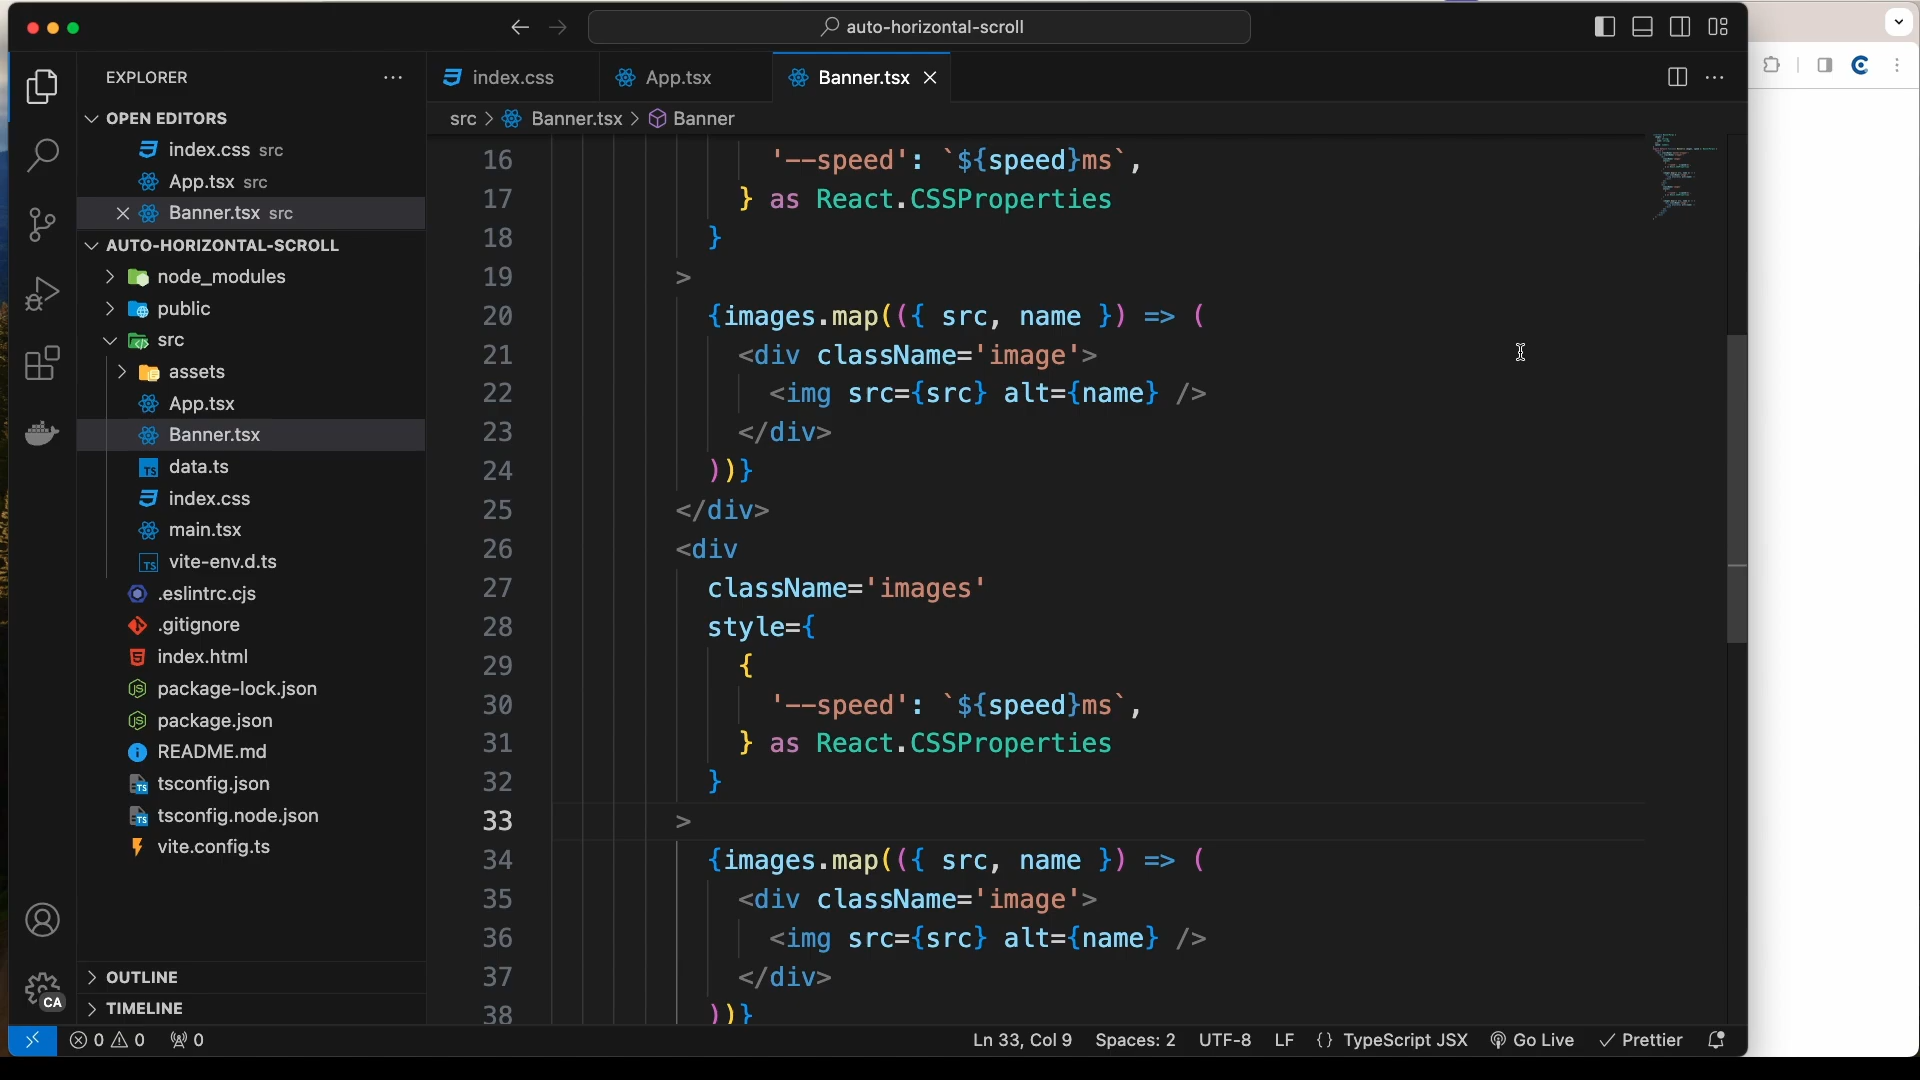 auto-horizontal-scroll
EXPLORER
OPEN EDITORS
index.css src
App.tsx src
Banner.tsx src
AUTO-HORIZONTAL-SCROLL
node_modules
public
src
assets
App.tsx
Banner.tsx
data.ts
index.css
main.tsx
vite-env.d.ts
.eslintrc.cjs
.gitignore
index.html
package-lock.json
package.json
README.md
tsconfig.json
tsconfig.node.json
vite.config.ts
OUTLINE
TIMELINE
CA
index.css
App.tsx
Banner.tsx
src > Banner.tsx > Banner
16 '--speed': `${speed}ms`,
17 } as React.CSSProperties
18 }
19 >
20 {images.map(({ src, name }) => (
21 <div className='image'>
22 <img src={src} alt={name} />
23 </div>
24 ))}
25 </div>
26 <div
27 className='images'
28 style={
29 {
30 '--speed': `${speed}ms`,
31 } as React.CSSProperties
32 }
33 >
34 {images.map(({ src, name }) => (
35 <div className='image'>
36 <img src={src} alt={name} />
37 </div>
38 ))}
0 0 0
Ln 33, Col 9 Spaces: 2 UTF-8 LF {} TypeScript JSX Go Live Prettier